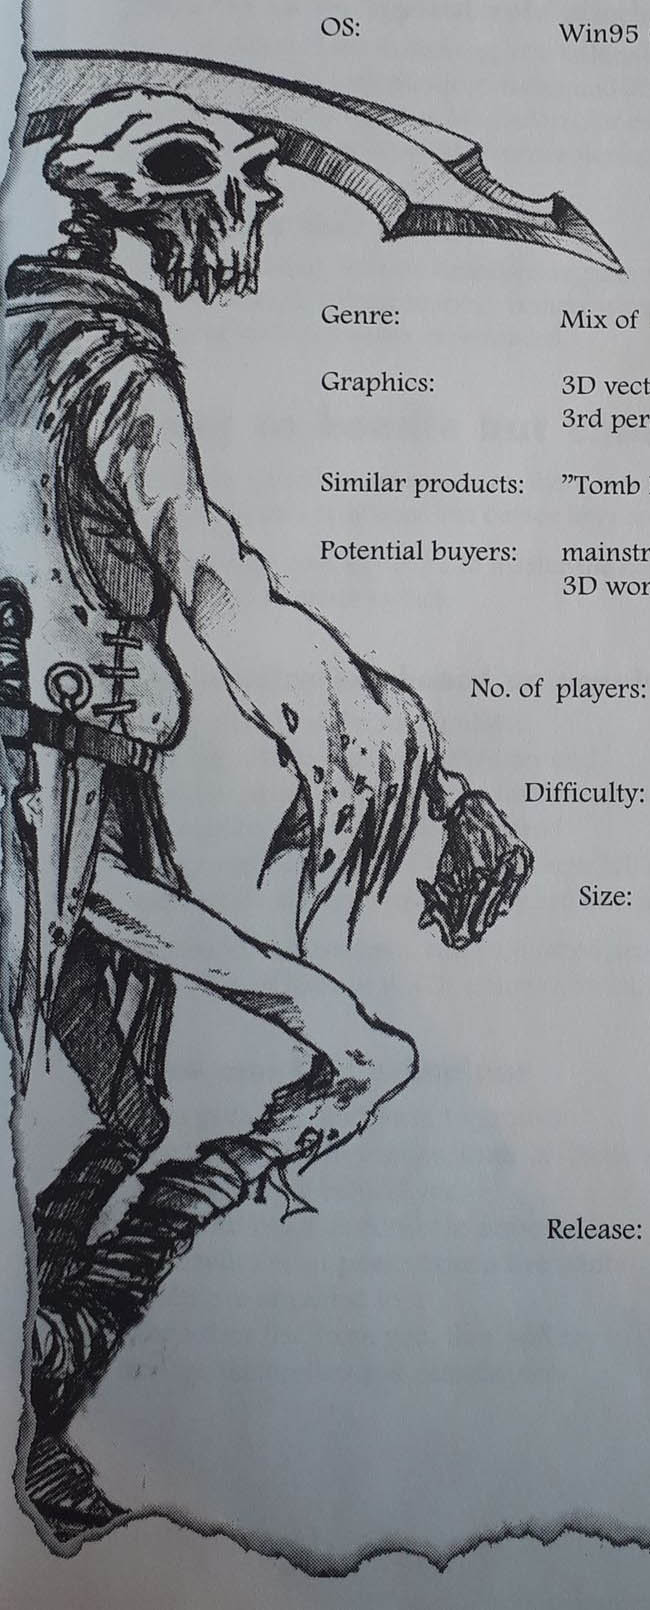 OS: Win95
Genre: Mix of
Graphics: 3D vect
3rd per
Similar products: "Tomb
Potential buyers: mainstr
3D wor
No. of players:
Difficulty:
Size:
Release: